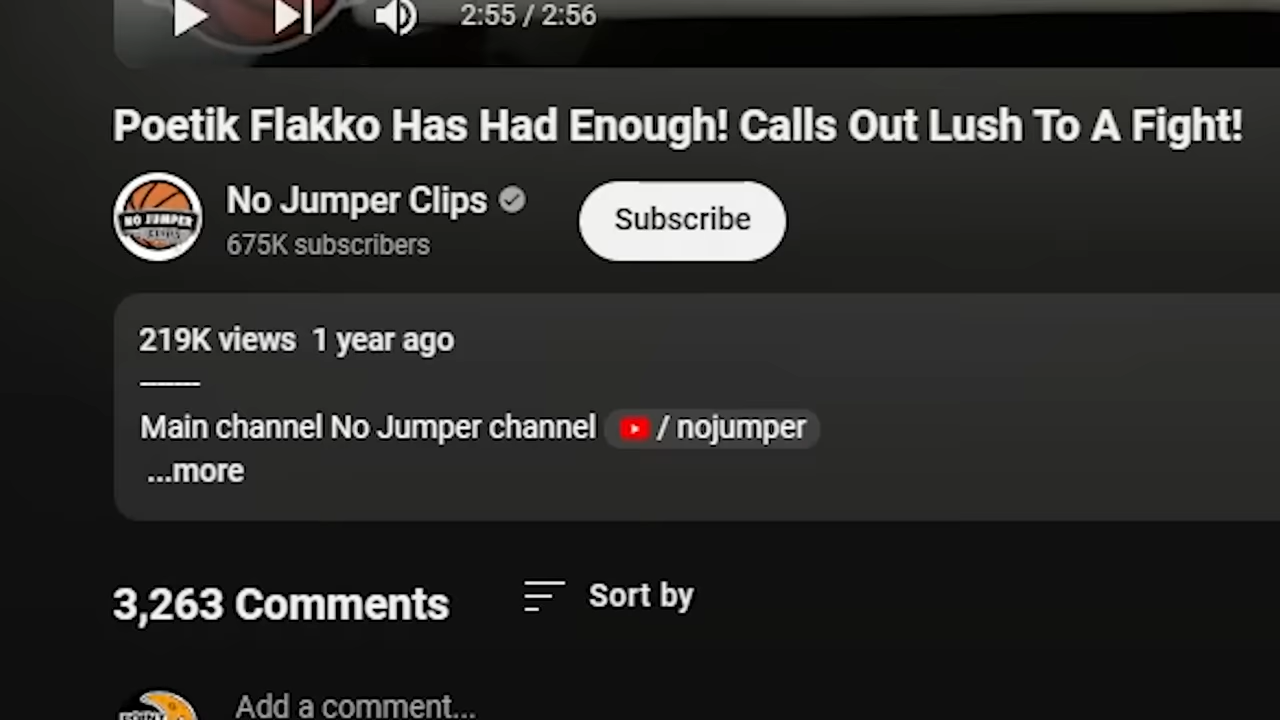 2:55 / 2:56
Poetik Flakko Has Had Enough! Calls Out Lush To A Fight!
NO JUMPER
No Jumper Clips
675K subscribers
Subscribe
219K views 1 year ago
Main channel No Jumper channel / nojumper
...more
3,263 Comments
Sort by
Add a comment...